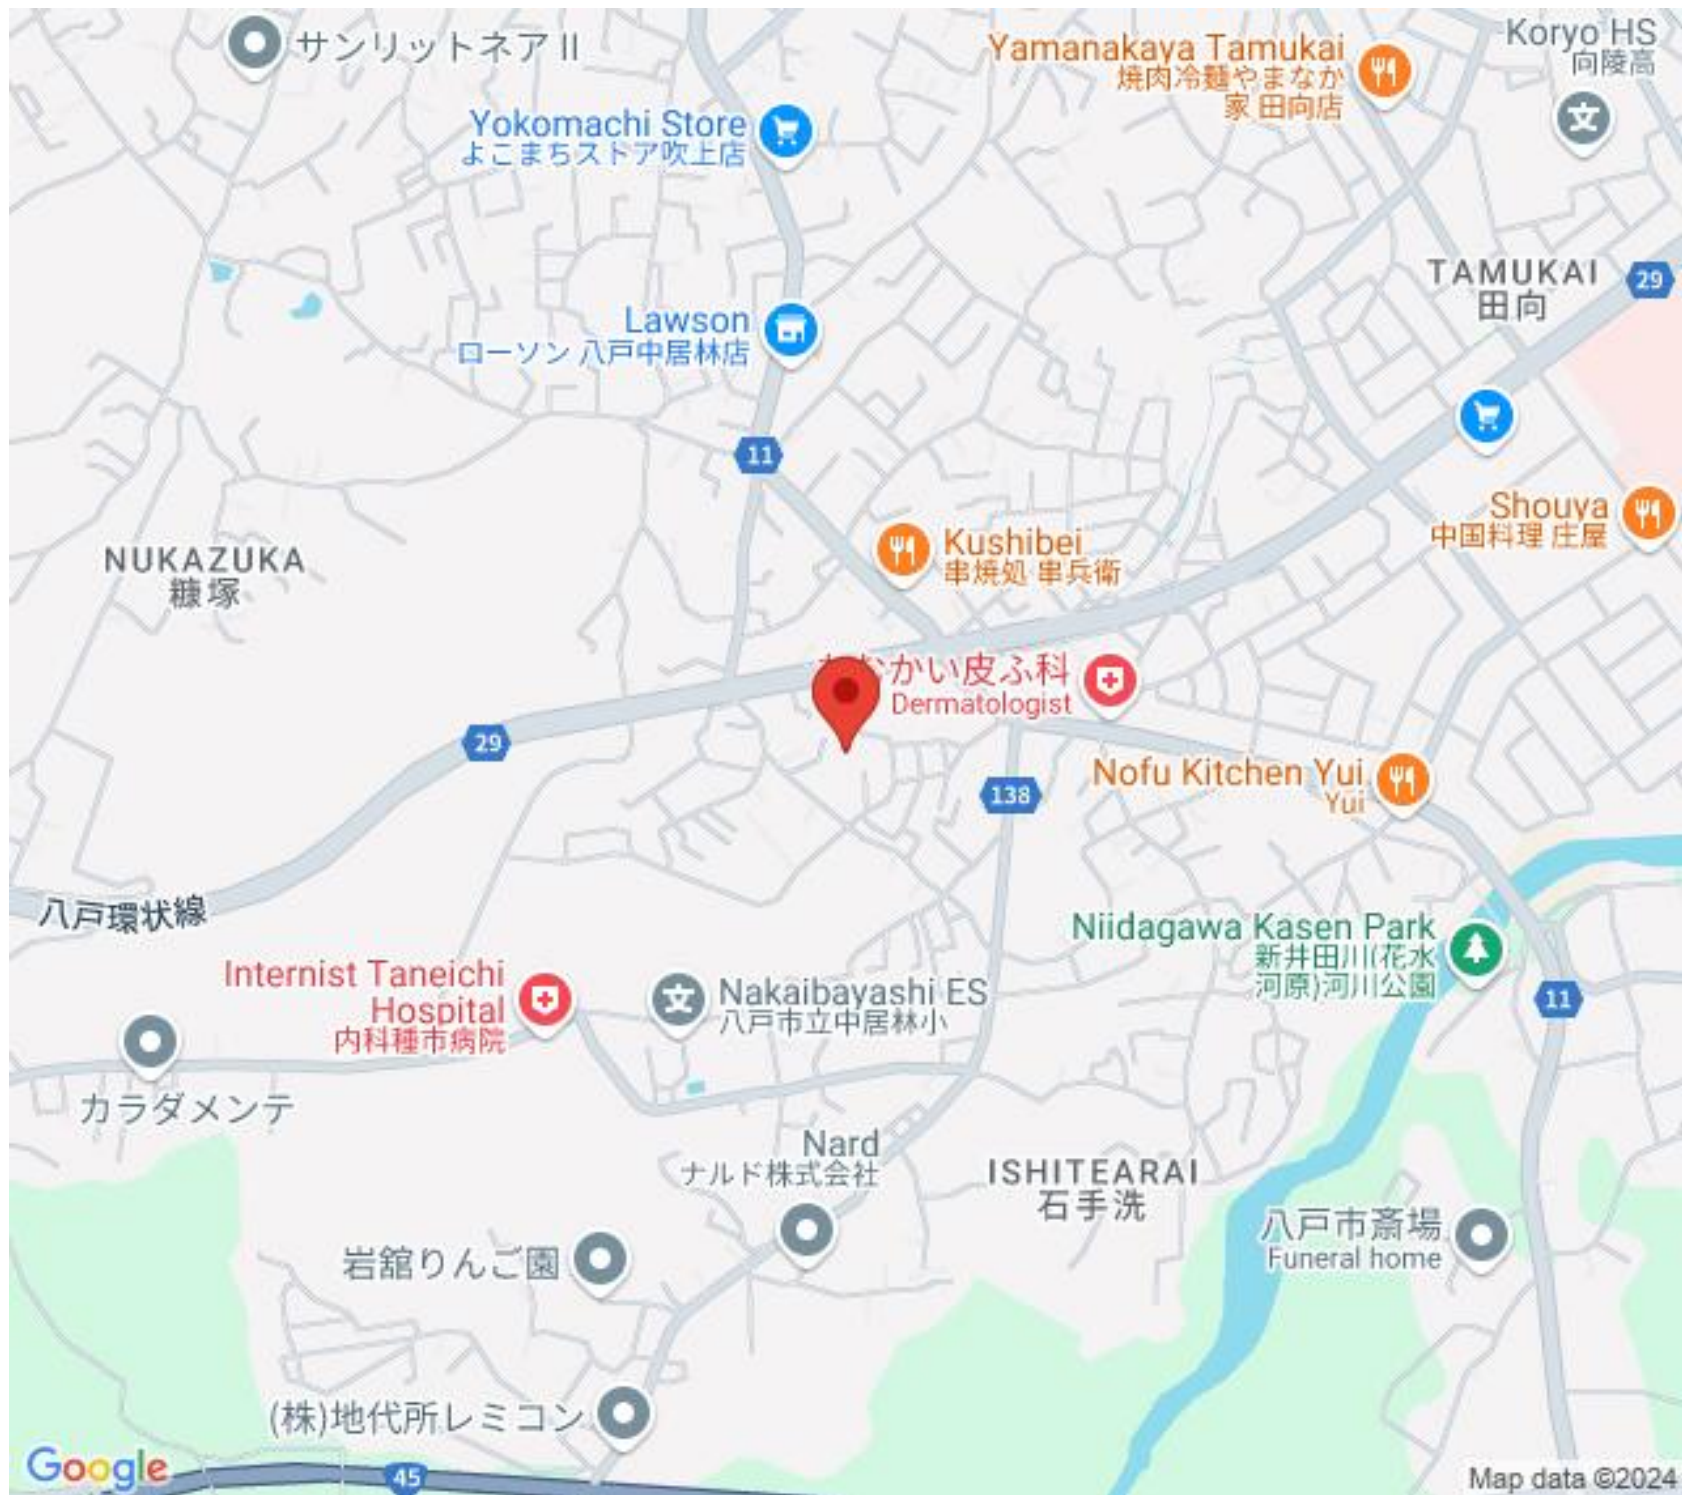 サンリットネアⅡ
Yamanakaya Tamukai
焼肉冷麺やまなか
家 田向店
Koryo HS
向陵高
Yokomachi Store
よこまちストア吹上店
TAMUKAI
田向
29
Lawson
ローソン 八戸中居林店
11
Shouya
中国料理 庄屋
Kushibei
串焼処 串兵衛
NUKAZUKA
糠塚
かい皮ふ科
Dermatologist
29
138
Nofu Kitchen Yui
Yui
八戸環状線
Niidagawa Kasen Park
新井田川(花水
河原)河川公園
Internist Taneichi
Hospital
内科種市病院
Nakaibayashi ES
八戸市立中居林小
11
カラダメンテ
Nard
ナルド株式会社
ISHITEARAI
石手洗
八戸市斎場
Funeral home
岩舘りんご園
(株)地代所レミコン
Google
45
Map data ©2024